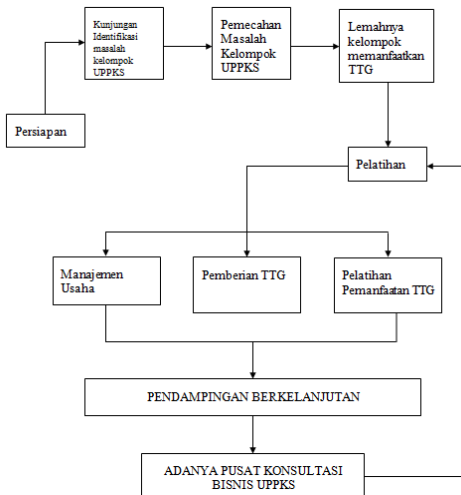 Kunjungan
Identifikasi
masalah
kelompok
UPPKS
Pemecahan
Masalah
Kelompok
UPPKS
Lemahnya
kelompok
memanfaatkan
TTG
Persiapan
Pelatihan
Manajemen
Usaha
Pemberian TTG
Pelatihan
Pemanfaatan TTG
PENDAMPINGAN BERKELANJUTAN
ADANYA PUSAT KONSULTASI
BISNIS UPPKS